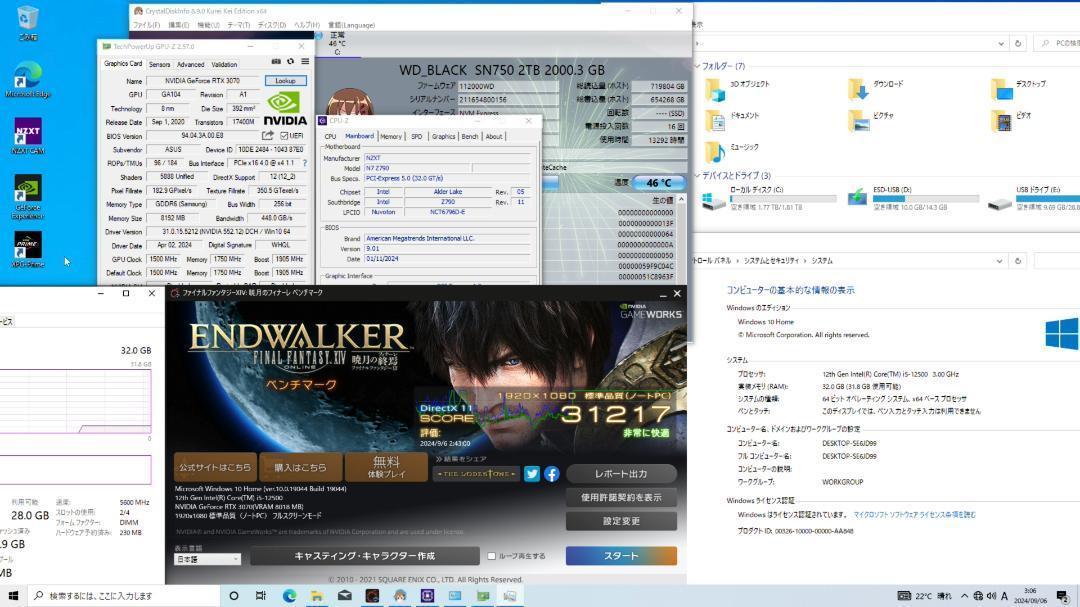 ごみ箱
Microsoft Edge
NZXT CAM
GeForce Experience
XPG Prime
TechPowerUp GPU-Z 2.57.0
Graphics Card Sensors Advanced Validation
Name NVIDIA GeForce RTX 3070 Lookup
GPU GA104 Revision A1
Technology 8 nm Die Size 392 mm²
Release Date Sep 1, 2020 Transistors 17400M
NVIDIA
BIOS Version 94.04.3A.00.E8 UEFI
Subvendor ASUS Device ID 10DE 2484 - 1043 87E0
ROPs/TMUs 96 / 184 Bus Interface PCIe x16 4.0 @ x4 1.1 ?
Shaders 5888 Unified DirectX Support 12 (12_2)
Pixel Fillrate 182.9 GPixel/s Texture Fillrate 350.5 GTexel/s
Memory Type GDDR6 (Samsung) Bus Width 256 bit
Memory Size 8192 MB Bandwidth 448.0 GB/s
Driver Version 31.0.15.5212 (NVIDIA 552.12) DCH / Win10 64
Driver Date Apr 02, 2024 Digital Signature WHQL
GPU Clock 1500 MHz Memory 1750 MHz Boost 1905 MHz
Default Clock 1500 MHz Memory 1750 MHz Boost 1905 MHz
CrystalDiskInfo 8.9.0 Kurei Kei Edition x64
ファイル(F) 編集(E) 機能(U) テーマ(T) ディスク(D) ヘルプ(H) 言語(Language)
正常
46 °C
C:
WD_BLACK SN750 2TB 2000.3 GB
ファームウェア 112000WD 総読込量 (ホスト) 719804 GB
シリアルナンバー 211654800156 総書込量 (ホスト) 654268 GB
インターフェース NVM Express 回転数 ---- (SSD)
電源投入回数 16 回
使用時間 13292 時間
teCache
温度 46 °C
生の値
000000000000
00000000013F
000000000064
00000000000A
000000000050
00000059F9C04C
00000051C8963F
CPU-Z
CPU Mainboard Memory SPD Graphics Bench About
Motherboard
Manufacturer NZXT
Model N7 Z790
Bus Specs. PCI-Express 5.0 (32.0 GT/s)
Chipset Intel Alder Lake Rev. 05
Southbridge Intel Z790 Rev. 11
LPCIO Nuvoton NCT6796D-E
BIOS
Brand American Megatrends International LLC.
Version 9.01
Date 01/11/2024
Graphic Interface
表示
PCの検索
フォルダー (7)
3D オブジェクト
ダウンロード
デスクトップ
ドキュメント
ピクチャ
ビデオ
ミュージック
デバイスとドライブ (3)
ローカル ディスク (C:)
空き領域 1.77 TB/1.81 TB
ESD-USB (D:)
空き領域 10.0 GB/14.3 GB
USB ドライブ (E:)
空き領域 9.69 GB/28.8
トロール パネル › システムとセキュリティ › システム
コンピューターの基本的な情報の表示
Windows のエディション
Windows 10 Home
© Microsoft Corporation. All rights reserved.
システム
プロセッサ: 12th Gen Intel(R) Core(TM) i5-12500 3.00 GHz
実装メモリ (RAM): 32.0 GB (31.8 GB 使用可能)
システムの種類: 64 ビット オペレーティング システム、x64 ベース プロセッサ
ペンとタッチ: このディスプレイでは、ペン入力とタッチ入力は利用できません
コンピューター名、ドメインおよびワークグループの設定
コンピューター名: DESKTOP-SE6JD99
フル コンピューター名: DESKTOP-SE6JD99
コンピューターの説明:
ワークグループ: WORKGROUP
Windows ライセンス認証
Windows はライセンス認証されています。 マイクロソフト ソフトウェア ライセンス条項を読む
プロダクト ID: 00326-10000-00000-AA848
ービス
32.0 GB
31.8 GB
0
利用可能
28.0 GB
速度: 5600 MHz
スロットの使用: 2/4
フォーム ファクター: DIMM
ハードウェア予約済み: 230 MB
.9 GB
MB
ファイナルファンタジーXIV: 暁月のフィナーレ ベンチマーク
NVIDIA GAMEWORKS
ENDWALKER
FINAL FANTASY XIV 暁月の終焉
ONLINE
ベンチマーク
1920×1080 標準品質(ノートPC)
DirectX 11
SCORE 31217
評価: 非常に快適
2024/9/6 2:43:00
公式サイトはこちら
購入はこちら
無料
体験プレイ
結果をシェア
THE LODESTONE
レポート出力
使用許諾契約を表示
設定変更
Microsoft Windows 10 Home (ver.10.0.19044 Build 19044)
12th Gen Intel(R) Core(TM) i5-12500
NVIDIA GeForce RTX 3070(VRAM 8018 MB)
1920x1080 標準品質（ノートPC） フルスクリーンモード
NVIDIA® and NVIDIA GameWorks™ are trademarks of NVIDIA Corporation and are used under license.
表示言語
日本語
キャスティング・キャラクター作成
ループ再生する
スタート
© 2010 - 2021 SQUARE ENIX CO., LTD. All Rights Reserved.
検索するには、ここに入力します
22°C 晴れ
A
3:06
2024/09/06
2